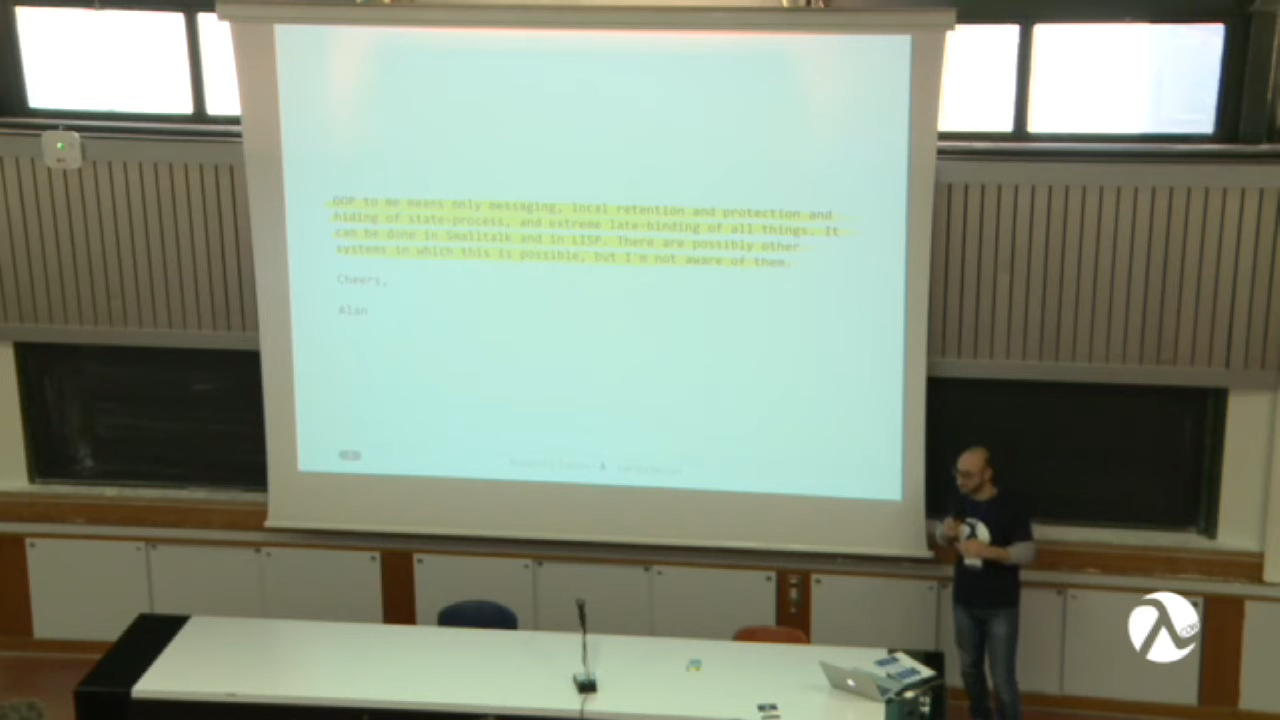 OOP to me means only messaging, local retention and protection and
hiding of state-process, and extreme late-binding of all things. It
can be done in Smalltalk and in LISP. There are possibly other
systems in which this is possible, but I'm not aware of them.
Cheers,
Alan
λ